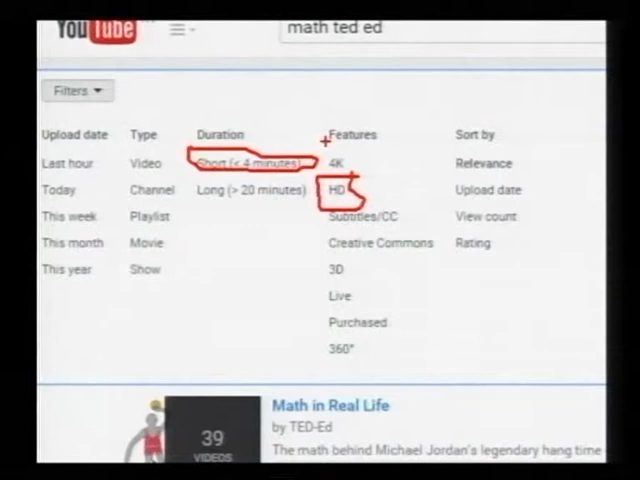 YouTube
math ted ed
Filters
Upload date Type Duration Features Sort by
Last hour Video Short (< 4 minutes) 4K Relevance
Today Channel Long (> 20 minutes) HD Upload date
This week Playlist Subtitles/CC View count
This month Movie Creative Commons Rating
This year Show 3D
Live
Purchased
360°
Math in Real Life
by TED-Ed
39
VIDEOS
The math behind Michael Jordan's legendary hang time